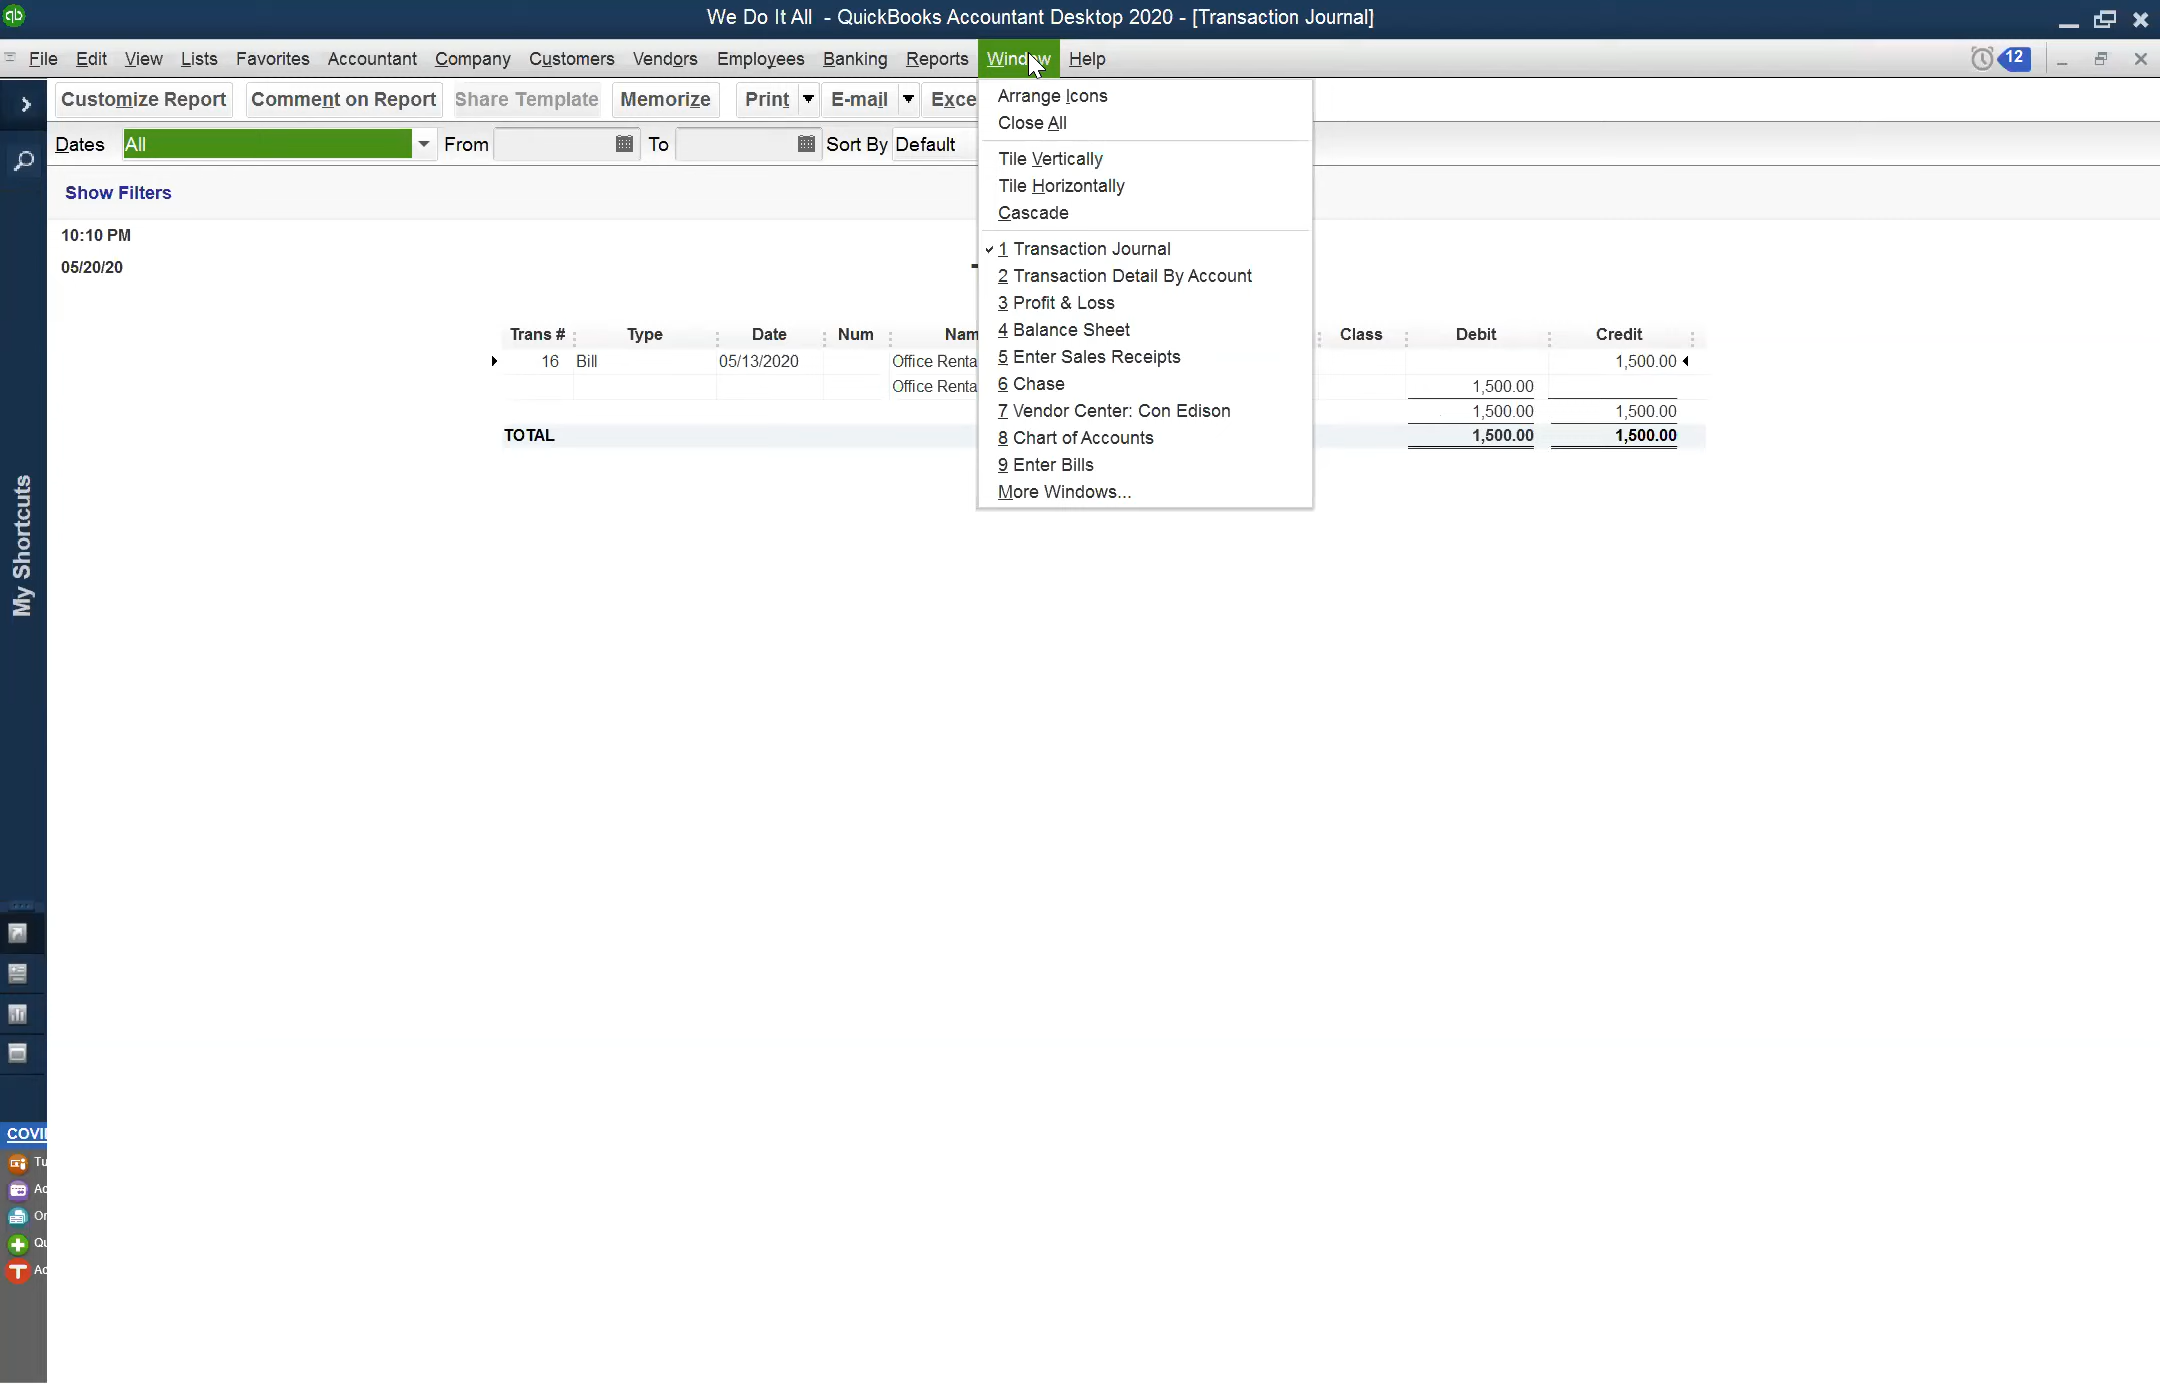 qb We Do It All - QuickBooks Accountant Desktop 2020 - [Transaction Journal]
File Edit View Lists Favorites Accountant Company Customers Vendors Employees Banking Reports Window Help 12
Customize Report Comment on Report Share Template Memorize Print E-mail Exce
Dates All From To Sort By Default
Show Filters
10:10 PM
05/20/20
Arrange Icons
Close All
Tile Vertically
Tile Horizontally
Cascade
1 Transaction Journal
2 Transaction Detail By Account
3 Profit & Loss
4 Balance Sheet
5 Enter Sales Receipts
6 Chase
7 Vendor Center: Con Edison
8 Chart of Accounts
9 Enter Bills
More Windows...
Trans # Type Date Num Nam Class Debit Credit
16 Bill 05/13/2020 Office Renta 1,500.00
Office Renta 1,500.00
1,500.00 1,500.00
TOTAL 1,500.00 1,500.00
My Shortcuts
COVI
Tu
Ac
Or
Qu
Ac